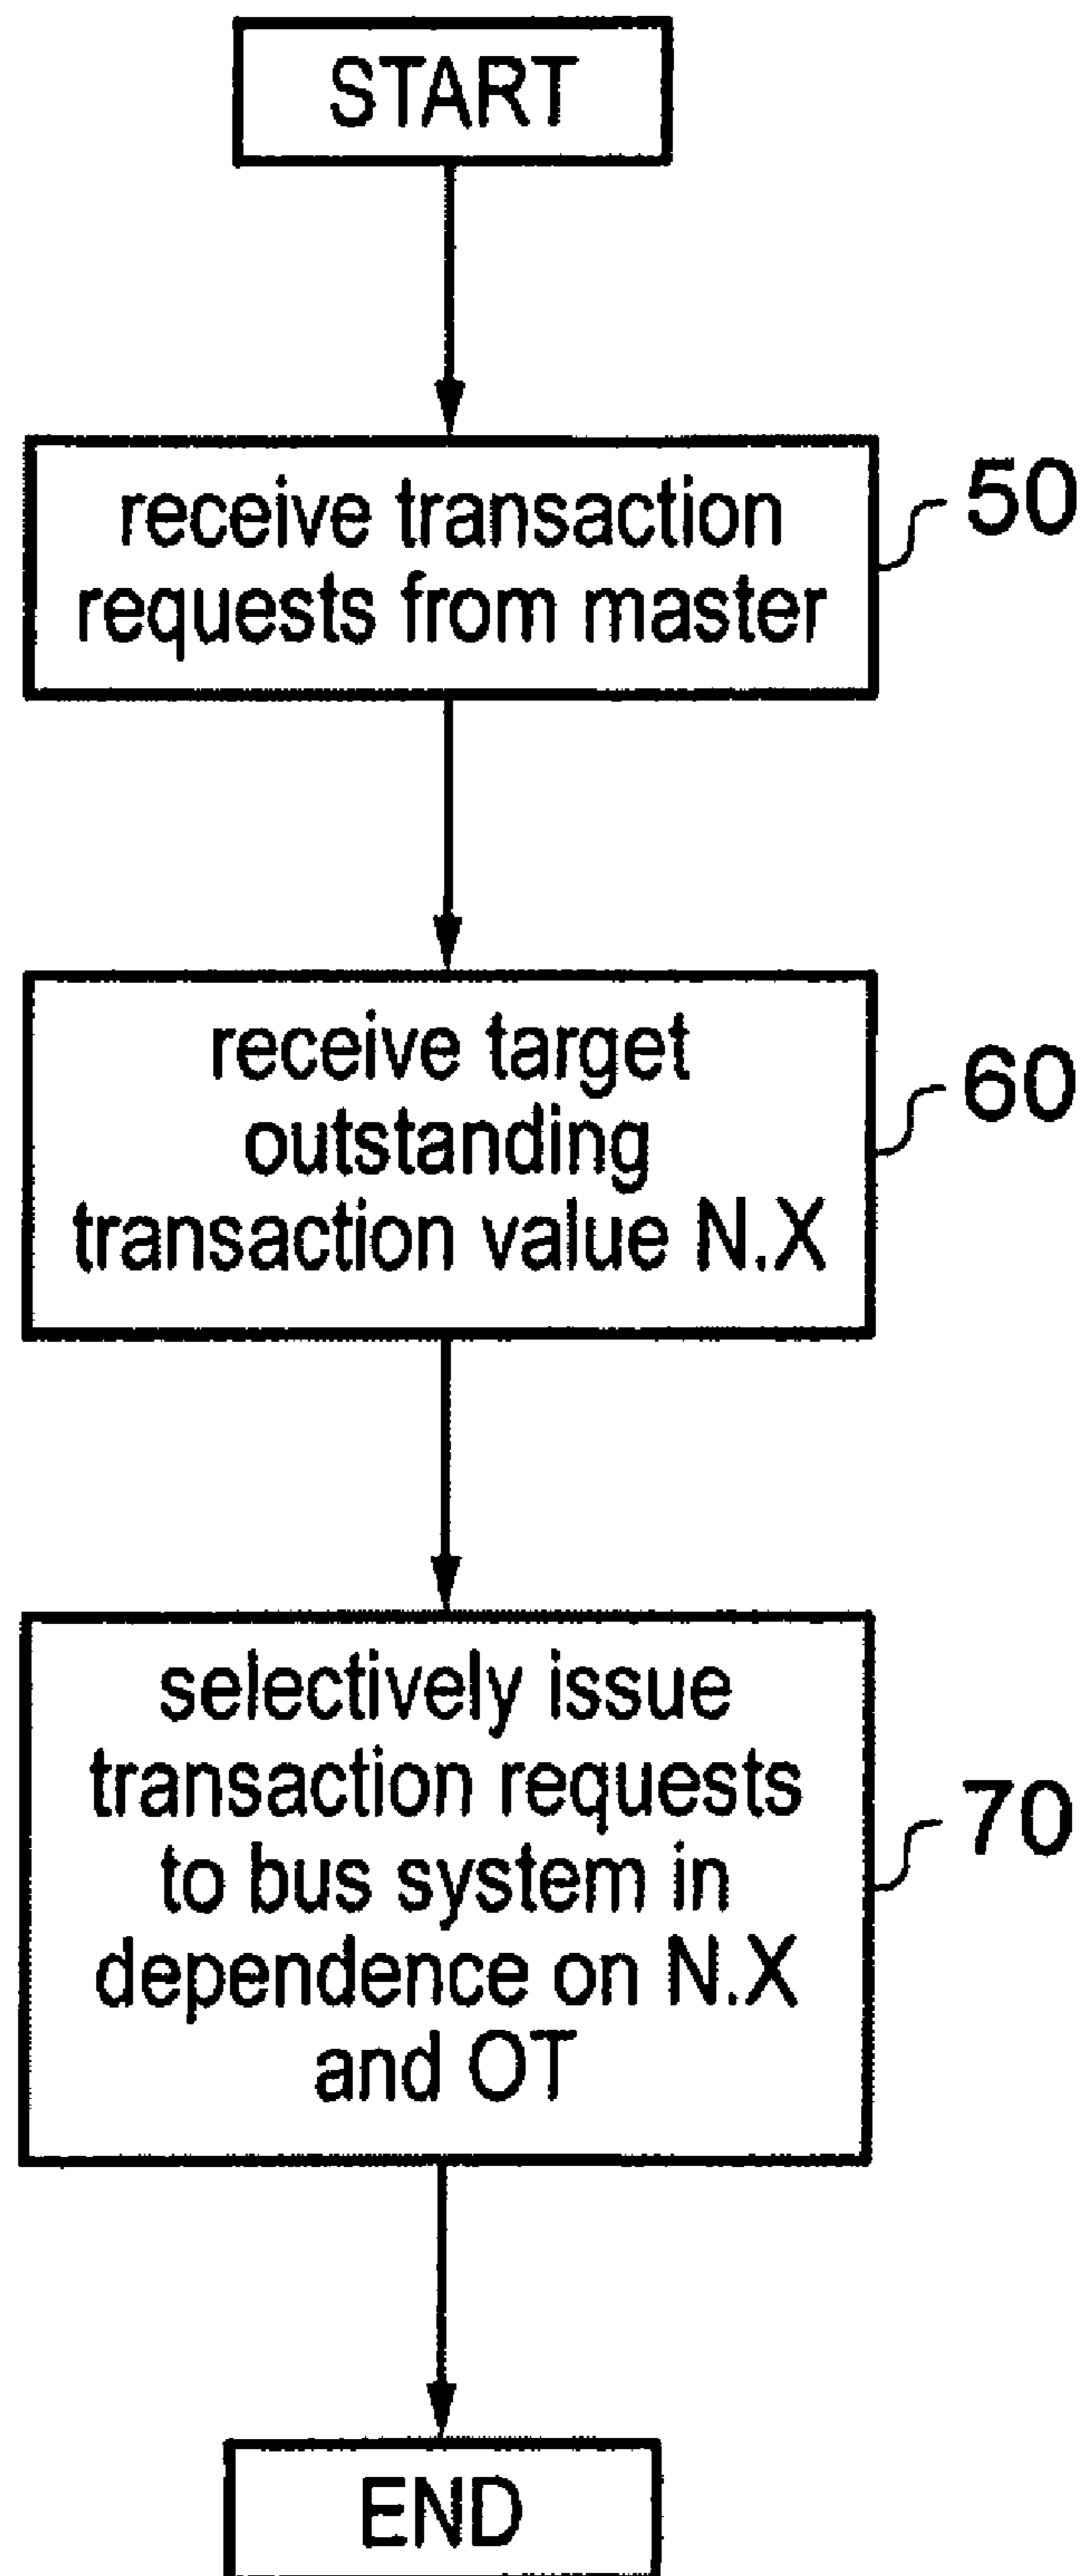 START
receive transaction
requests from master
50
receive target
outstanding
transaction value N.X
60
selectively issue
transaction requests
to bus system in
dependence on N.X
and OT
70
END